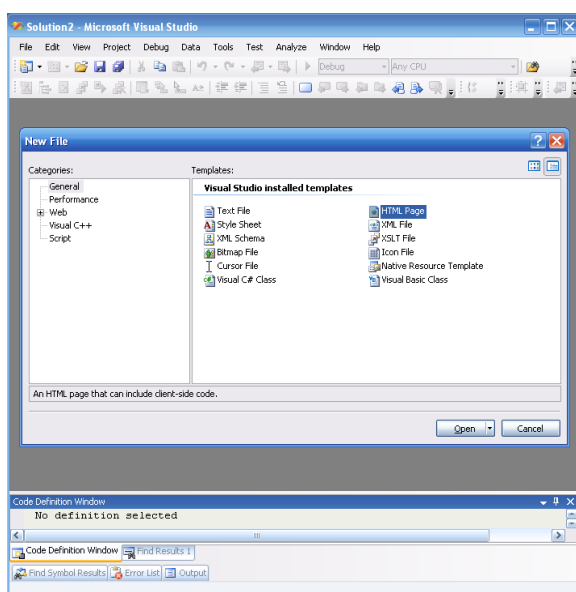 Solution2 - Microsoft Visual Studio
File Edit View Project Debug Data Tools Test Analyze Window Help
Debug Any CPU
New File
Categories: Templates:
General
Performance
Web
Visual C++
Script
Visual Studio installed templates
Text File HTML Page
Style Sheet XML File
XML Schema XSLT File
Bitmap File Icon File
Cursor File Native Resource Template
Visual C# Class Visual Basic Class
An HTML page that can include client-side code.
Open Cancel
Code Definition Window
No definition selected
Code Definition Window Find Results 1
Find Symbol Results Error List Output